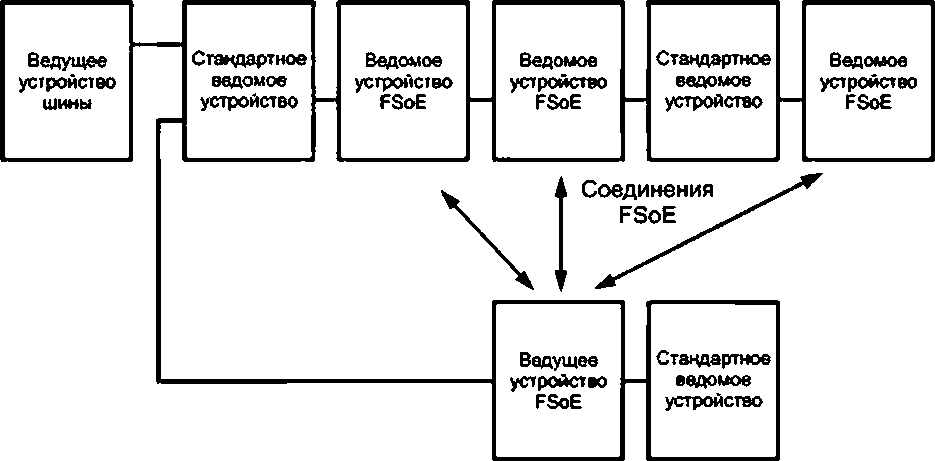 Ведущее
устройство
шины
Стандартное
ведомое
устройство
Ведомое
устройство
FSoE
Ведомое
устройство
FSoE
Стандартное
ведомое
устройство
Ведомое
устройство
FSoE
Соединения
FSoE
Ведущее
устройство
FSoE
Стандартное
ведомое
устройство